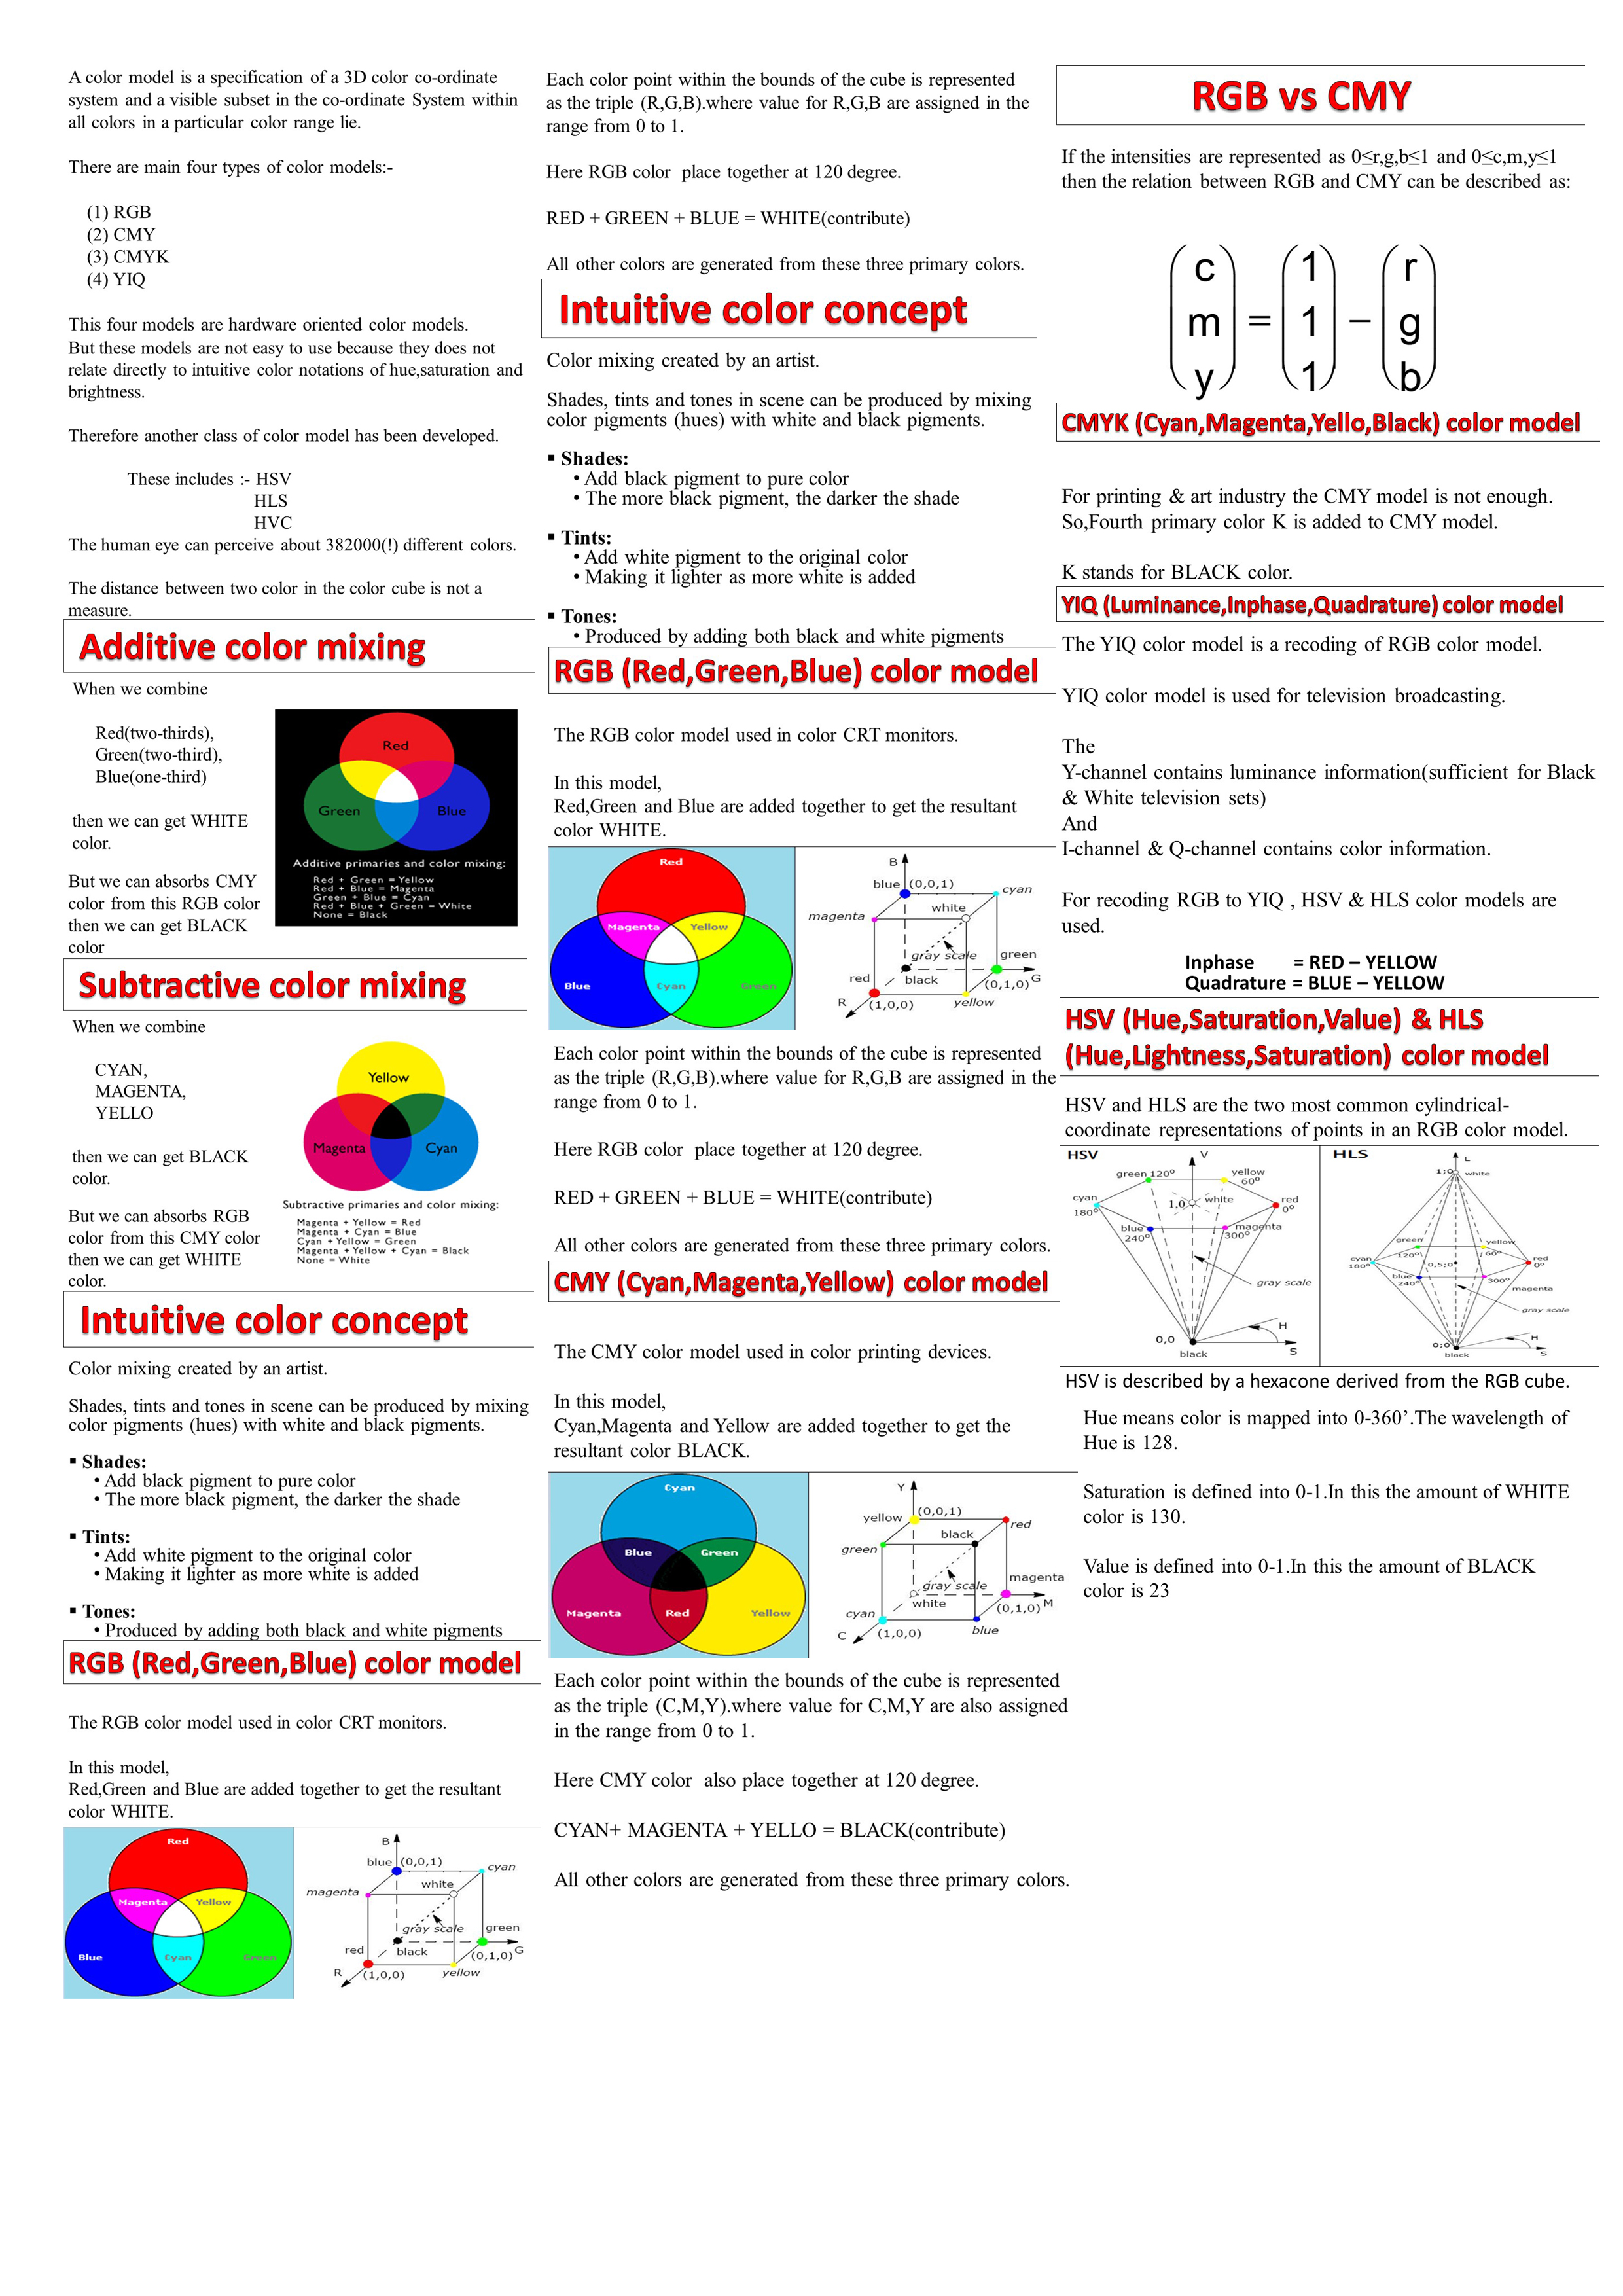 A color model is a specification of a 3D color co-ordinate
system and a visible subset in the co-ordinate System within
all colors in a particular color range lie.
There are main four types of color models:-
(1) RGB
(2) CMY
(3) CMYK
(4) YIQ
This four models are hardware oriented color models.
But these models are not easy to use because they does not
relate directly to intuitive color notations of hue,saturation and
brightness.
Therefore another class of color model has been developed.
These includes :- HSV
HLS
HVC
The human eye can perceive about 382000(!) different colors.
The distance between two color in the color cube is not a
measure.
Additive color mixing
When we combine
Red(two-thirds),
Green(two-third),
Blue(one-third)
then we can get WHITE
color.
But we can absorbs CMY
color from this RGB color
then we can get BLACK
color
Red
Green
Blue
Additive primaries and color mixing:
Red + Green = Yellow
Red + Blue = Magenta
Green + Blue = Cyan
Red + Blue + Green = White
None = Black
Subtractive color mixing
When we combine
CYAN,
MAGENTA,
YELLO
then we can get BLACK
color.
But we can absorbs RGB
color from this CMY color
then we can get WHITE
color.
Yellow
Magenta
Cyan
Subtractive primaries and color mixing:
Magenta + Yellow = Red
Magenta + Cyan = Blue
Cyan + Yellow = Green
Magenta + Yellow + Cyan = Black
None = White
Intuitive color concept
Color mixing created by an artist.
Shades, tints and tones in scene can be produced by mixing
color pigments (hues) with white and black pigments.
▪ Shades:
• Add black pigment to pure color
• The more black pigment, the darker the shade
▪ Tints:
• Add white pigment to the original color
• Making it lighter as more white is added
▪ Tones:
• Produced by adding both black and white pigments
RGB (Red,Green,Blue) color model
The RGB color model used in color CRT monitors.
In this model,
Red,Green and Blue are added together to get the resultant
color WHITE.
Red
Magenta
Yellow
Blue
Cyan
Green
B
blue (0,0,1)
cyan
white
magenta
gray scale
green
red
black
(0,1,0) G
R
(1,0,0)
yellow
Each color point within the bounds of the cube is represented
as the triple (R,G,B).where value for R,G,B are assigned in the
range from 0 to 1.
Here RGB color place together at 120 degree.
RED + GREEN + BLUE = WHITE(contribute)
All other colors are generated from these three primary colors.
Intuitive color concept
Color mixing created by an artist.
Shades, tints and tones in scene can be produced by mixing
color pigments (hues) with white and black pigments.
▪ Shades:
• Add black pigment to pure color
• The more black pigment, the darker the shade
▪ Tints:
• Add white pigment to the original color
• Making it lighter as more white is added
▪ Tones:
• Produced by adding both black and white pigments
RGB (Red,Green,Blue) color model
The RGB color model used in color CRT monitors.
In this model,
Red,Green and Blue are added together to get the resultant
color WHITE.
Red
Magenta
Yellow
Blue
Cyan
Green
B
blue (0,0,1)
cyan
white
magenta
gray scale
green
red
black
(0,1,0) G
R
(1,0,0)
yellow
Each color point within the bounds of the cube is represented
as the triple (R,G,B).where value for R,G,B are assigned in the
range from 0 to 1.
Here RGB color place together at 120 degree.
RED + GREEN + BLUE = WHITE(contribute)
All other colors are generated from these three primary colors.
CMY (Cyan,Magenta,Yellow) color model
The CMY color model used in color printing devices.
In this model,
Cyan,Magenta and Yellow are added together to get the
resultant color BLACK.
Cyan
Blue
Green
Magenta
Red
Yellow
Y
yellow (0,0,1)
red
black
green
gray scale
magenta
white
(0,1,0) M
cyan
C
(1,0,0)
blue
Each color point within the bounds of the cube is represented
as the triple (C,M,Y).where value for C,M,Y are also assigned
in the range from 0 to 1.
Here CMY color also place together at 120 degree.
CYAN+ MAGENTA + YELLO = BLACK(contribute)
All other colors are generated from these three primary colors.
RGB vs CMY
If the intensities are represented as 0≤r,g,b≤1 and 0≤c,m,y≤1
then the relation between RGB and CMY can be described as:
c 1 r
m = 1 − g
y 1 b
CMYK (Cyan,Magenta,Yello,Black) color model
For printing & art industry the CMY model is not enough.
So,Fourth primary color K is added to CMY model.
K stands for BLACK color.
YIQ (Luminance,Inphase,Quadrature) color model
The YIQ color model is a recoding of RGB color model.
YIQ color model is used for television broadcasting.
The
Y-channel contains luminance information(sufficient for Black
& White television sets)
And
I-channel & Q-channel contains color information.
For recoding RGB to YIQ , HSV & HLS color models are
used.
Inphase = RED – YELLOW
Quadrature = BLUE – YELLOW
HSV (Hue,Saturation,Value) & HLS
(Hue,Lightness,Saturation) color model
HSV and HLS are the two most common cylindrical-
coordinate representations of points in an RGB color model.
HSV
V
green 120°
yellow
60°
cyan
180°
1,0
white
red
0°
blue
240°
magenta
300°
gray scale
0,0
H
S
black
HLS
L
1;0
white
green
120°
yellow
60°
cyan
180°
0,5;0
red
0°
blue
240°
300°
magenta
gray scale
0;0
H
S
black
HSV is described by a hexacone derived from the RGB cube.
Hue means color is mapped into 0-360’.The wavelength of
Hue is 128.
Saturation is defined into 0-1.In this the amount of WHITE
color is 130.
Value is defined into 0-1.In this the amount of BLACK
color is 23